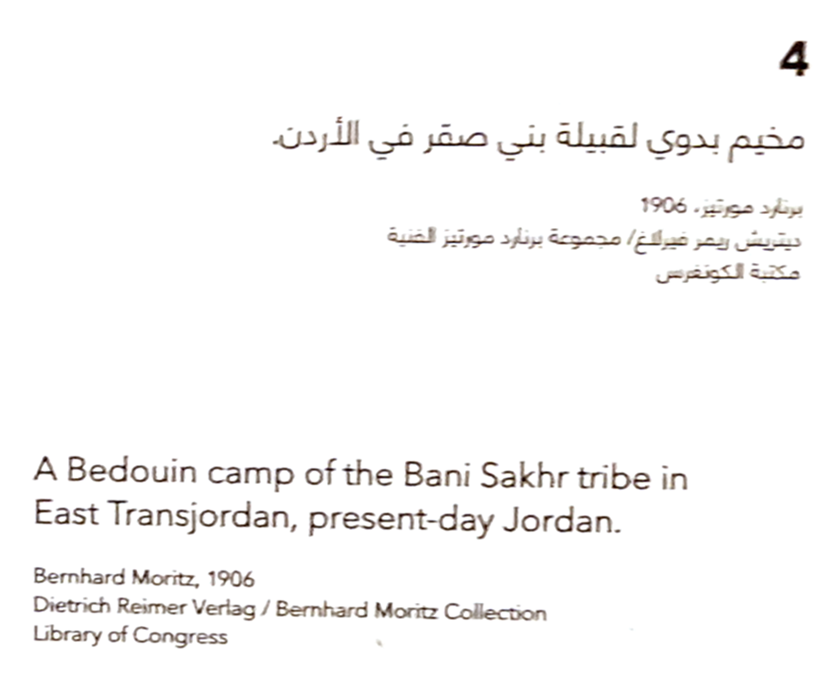 4
مخيم بدوي لقبيلة بني صقر في الأردن.
برنارد مورتيز، 1906
ديتريش ريمر فيرلاغ/ مجموعة برنارد مورتيز الفنية
مكتبة الكونغرس
A Bedouin camp of the Bani Sakhr tribe in
East Transjordan, present-day Jordan.
Bernhard Moritz, 1906
Dietrich Reimer Verlag / Bernhard Moritz Collection
Library of Congress